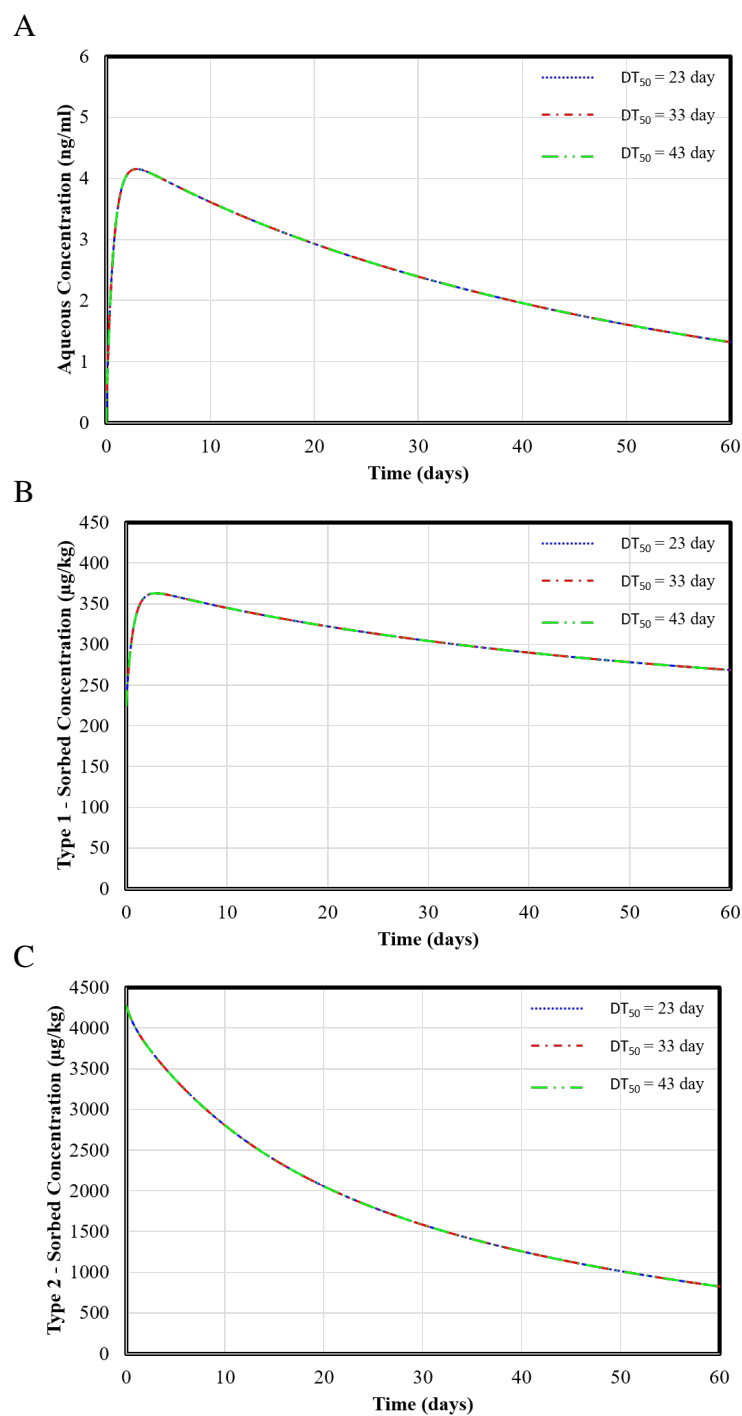 A
Aqueous Concentration (ng/ml)
6
5
4
3
2
1
0
DT50 = 23 day
DT50 = 33 day
DT50 = 43 day
0 10 20 30 40 50 60
Time (days)
B
Type 1 - Sorbed Concentration (µg/kg)
450
400
350
300
250
200
150
100
50
0
DT50 = 23 day
DT50 = 33 day
DT50 = 43 day
0 10 20 30 40 50 60
Time (days)
C
Type 2 - Sorbed Concentration (µg/kg)
4500
4000
3500
3000
2500
2000
1500
1000
500
0
DT50 = 23 day
DT50 = 33 day
DT50 = 43 day
0 10 20 30 40 50 60
Time (days)